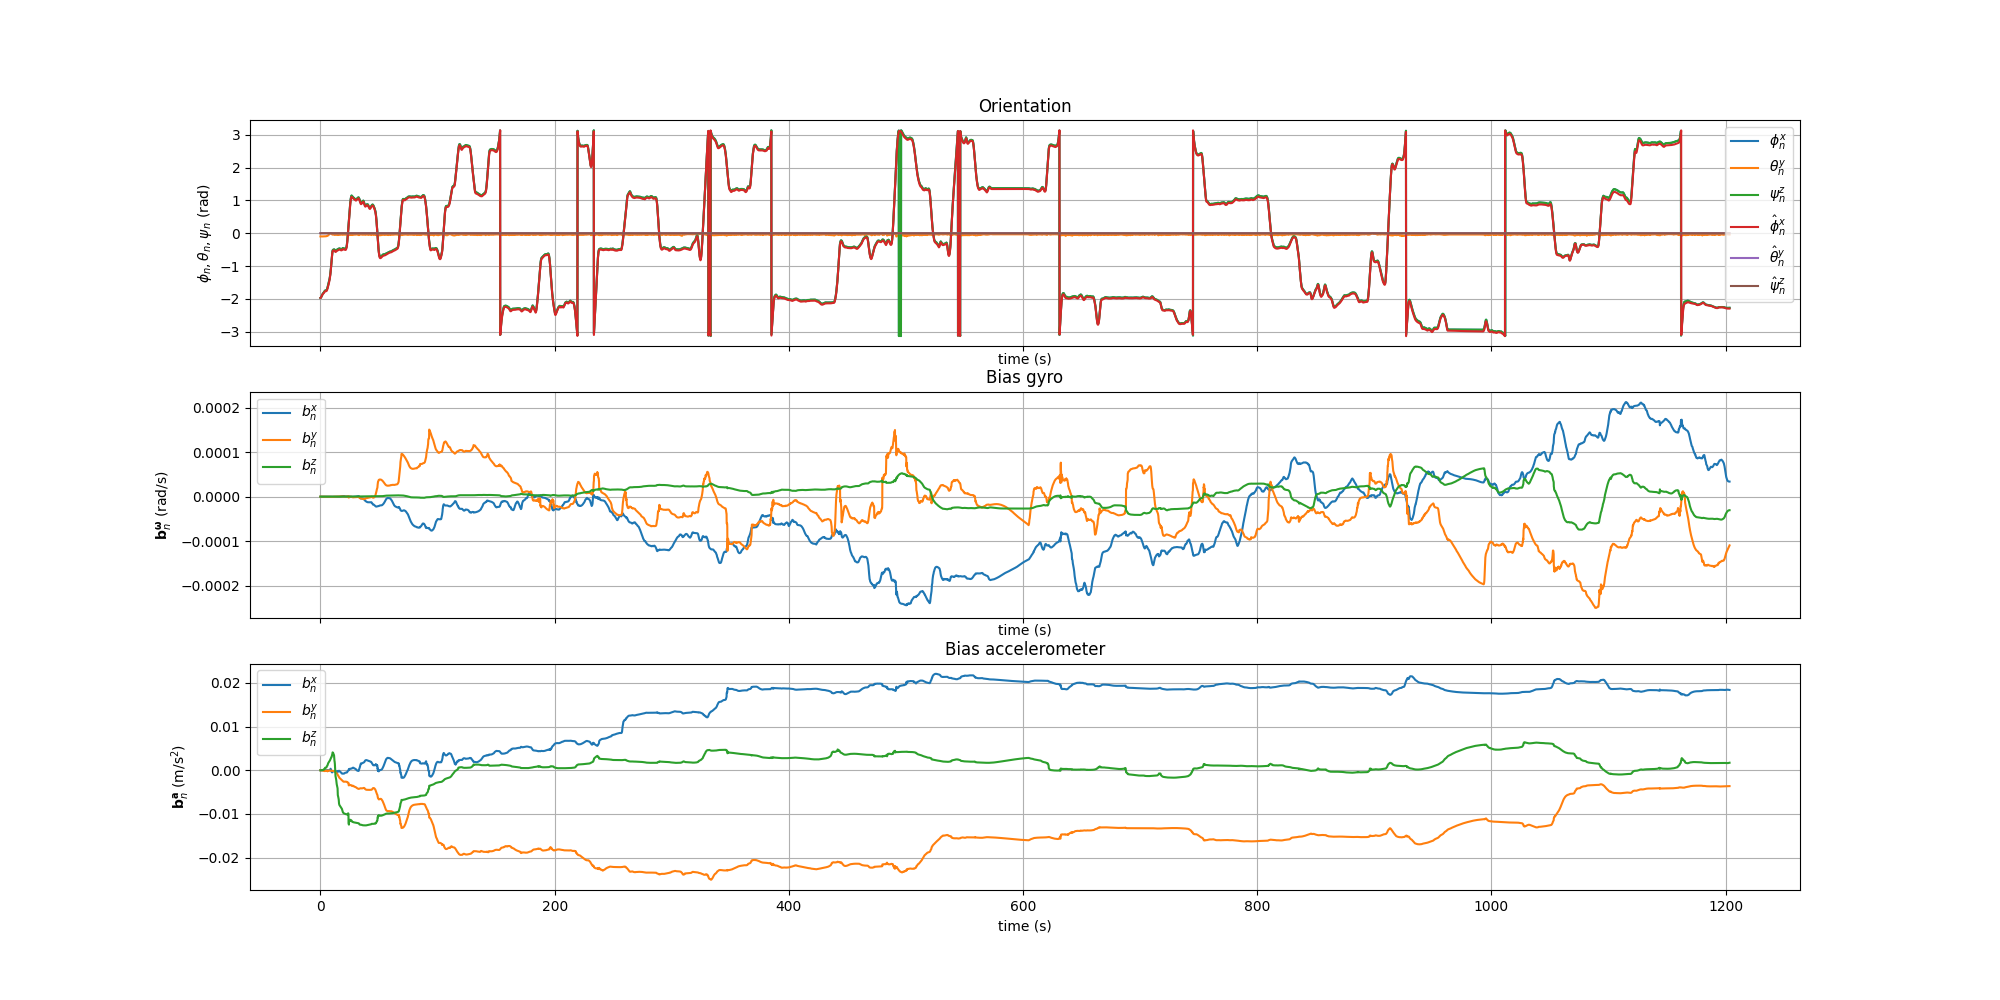 Orientation
3
2
1
0
−1
−2
−3
ϕₙ, θₙ, ψₙ (rad)
ϕₙˣ
θₙʸ
ψₙᶻ
ϕ̂ₙˣ
θ̂ₙʸ
ψ̂ₙᶻ
time (s)
Bias gyro
0.0002
0.0001
0.0000
−0.0001
−0.0002
bₙ^ω (rad/s)
bₙˣ
bₙʸ
bₙᶻ
time (s)
Bias accelerometer
0.02
0.01
0.00
−0.01
−0.02
bₙᵃ (m/s²)
bₙˣ
bₙʸ
bₙᶻ
0 200 400 600 800 1000 1200
time (s)